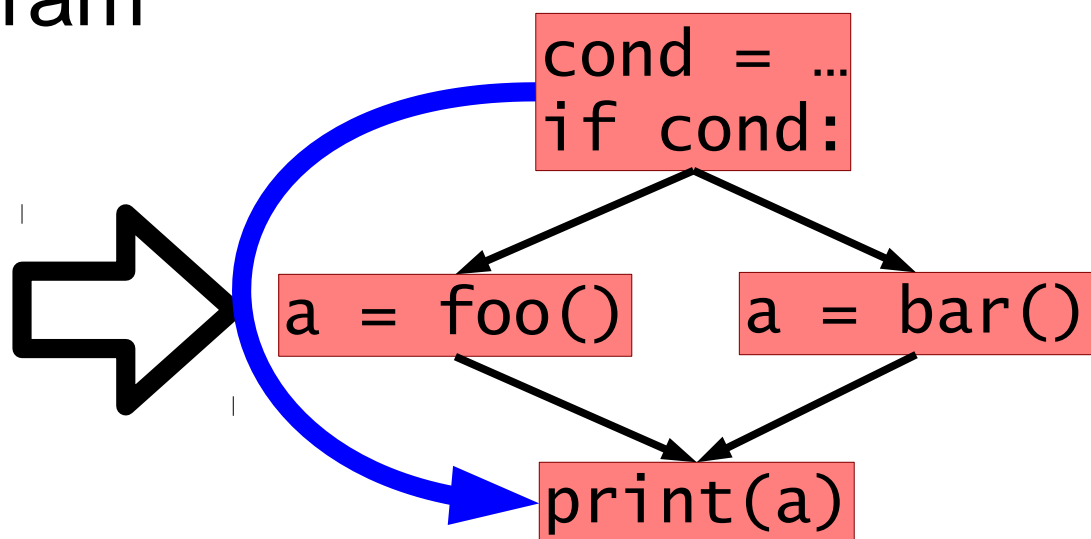 cond = …
if cond:
a = foo()
a = bar()
print(a)